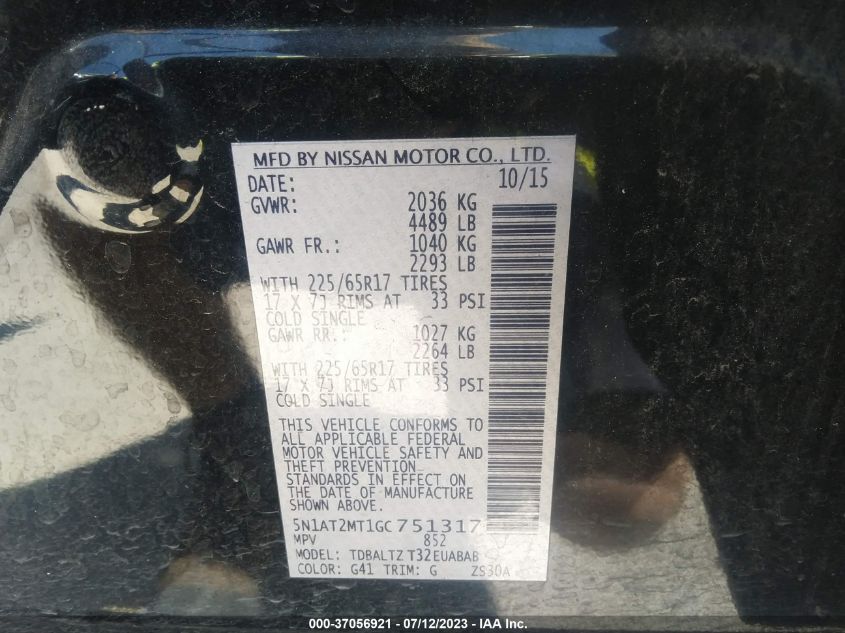 MFD BY NISSAN MOTOR CO., LTD.
DATE: 10/15
GVWR: 2036 KG
4489 LB
GAWR FR.: 1040 KG
2293 LB
WITH 225/65R17 TIRES
17 X 7J RIMS AT 33 PSI
COLD SINGLE
GAWR RR.: 1027 KG
2264 LB
WITH 225/65R17 TIRES
17 X 7J RIMS AT 33 PSI
COLD SINGLE
THIS VEHICLE CONFORMS TO
ALL APPLICABLE FEDERAL
MOTOR VEHICLE SAFETY AND
THEFT PREVENTION
STANDARDS IN EFFECT ON
THE DATE OF MANUFACTURE
SHOWN ABOVE.
5N1AT2MT1GC751317
MPV 852
MODEL: TDBALTZ T32EUABAB
COLOR: G41 TRIM: G ZS30A
000-37056921 - 07/12/2023 - IAA Inc.